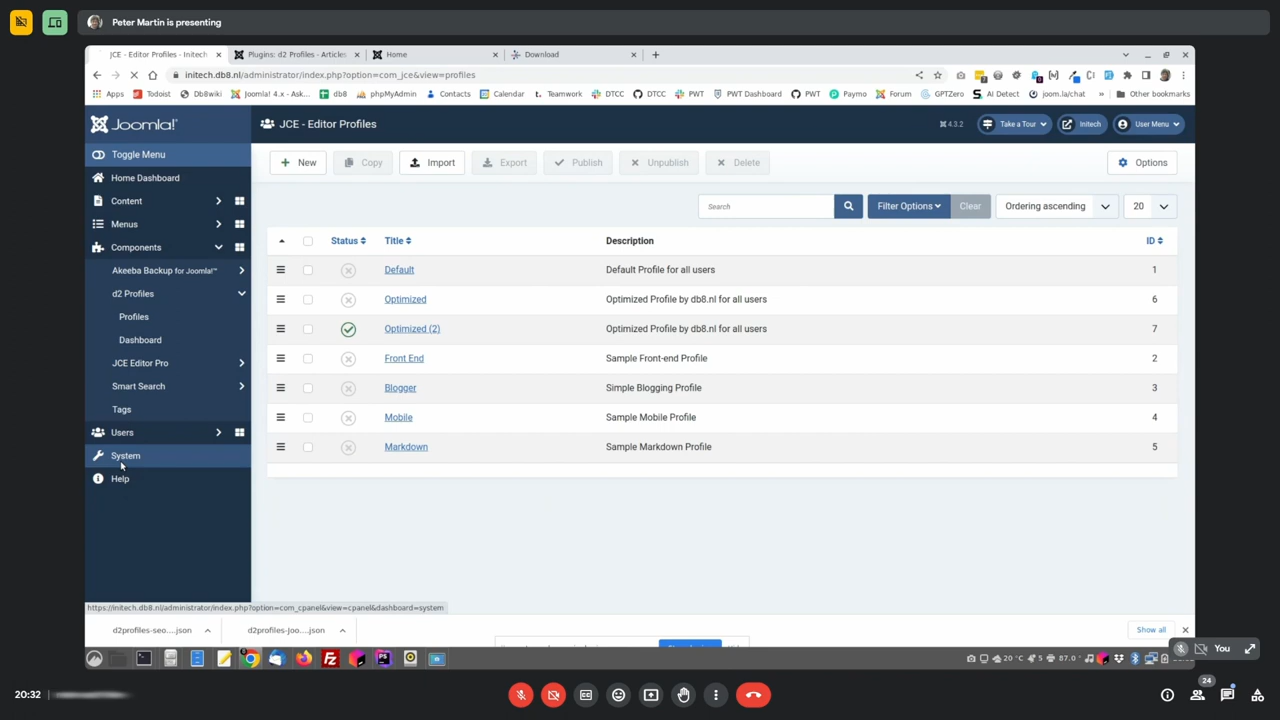 Peter Martin is presenting
JCE - Editor Profiles - Initech
Plugins: d2 Profiles - Articles
Home
Download
initech.db8.nl/administrator/index.php?option=com_jce&view=profiles
Apps Todoist Db8wiki Joomla! 4.x - Ask... db8 phpMyAdmin Contacts Calendar Teamwork DTCC DTCC PWT PWT Dashboard PWT Paymo Forum GPTZero AI Detect joom.la/chat » Other bookmarks
Joomla!
JCE - Editor Profiles
4.3.2
Take a Tour
Initech
User Menu
Toggle Menu
Home Dashboard
Content
Menus
Components
Akeeba Backup for Joomla!™
d2 Profiles
Profiles
Dashboard
JCE Editor Pro
Smart Search
Tags
Users
System
Help
New Copy Import Export Publish Unpublish Delete Options
Search Filter Options Clear Ordering ascending 20
Status Title Description ID
Default Default Profile for all users 1
Optimized Optimized Profile by db8.nl for all users 6
Optimized (2) Optimized Profile by db8.nl for all users 7
Front End Sample Front-end Profile 2
Blogger Simple Blogging Profile 3
Mobile Sample Mobile Profile 4
Markdown Sample Markdown Profile 5
https://initech.db8.nl/administrator/index.php?option=com_cpanel&view=cpanel&dashboard=system
d2profiles-seo....json
d2profiles-Joo....json
Show all
20 °C 5 87.0 °
You
20:32
24